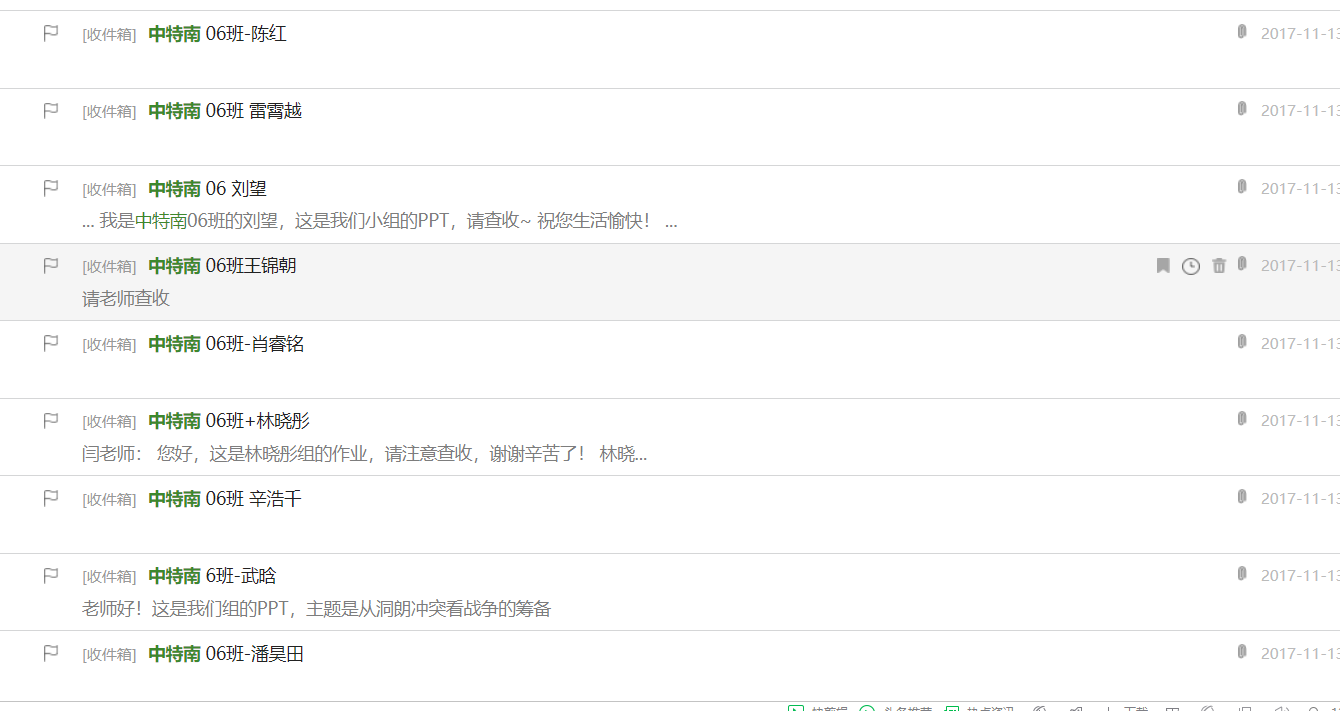 [收件箱] 中特南 06班-陈红 2017-11-13
[收件箱] 中特南 06班 雷霄越 2017-11-13
[收件箱] 中特南 06 刘望 2017-11-13
... 我是中特南06班的刘望，这是我们小组的PPT，请查收~ 祝您生活愉快！ ...
[收件箱] 中特南 06班王锦朝 2017-11-13
请老师查收
[收件箱] 中特南 06班-肖睿铭 2017-11-13
[收件箱] 中特南 06班+林晓彤 2017-11-13
闫老师： 您好，这是林晓彤组的作业，请注意查收，谢谢辛苦了！ 林晓...
[收件箱] 中特南 06班 辛浩千 2017-11-13
[收件箱] 中特南 6班-武晗 2017-11-13
老师好！这是我们组的PPT，主题是从洞朗冲突看战争的筹备
[收件箱] 中特南 06班-潘昊田 2017-11-13